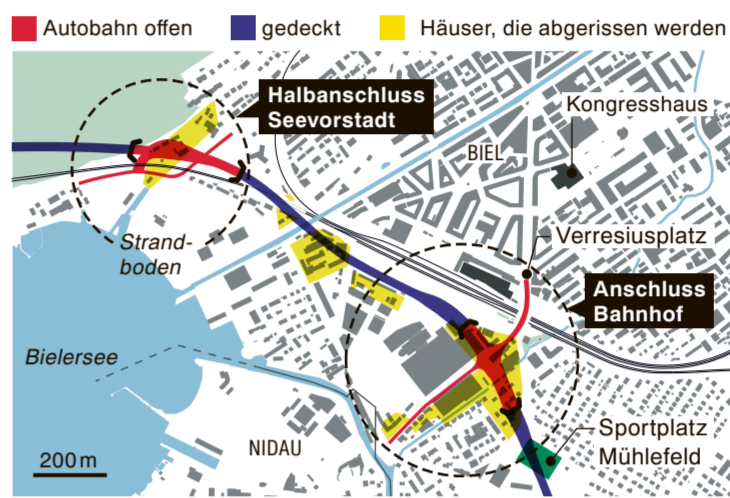 Autobahn offen
gedeckt
Häuser, die abgerissen werden
Halbanschluss
Seevorstadt
Kongresshaus
BIEL
Strand-
boden
Verresiusplatz
Anschluss
Bahnhof
Bielersee
NIDAU
Sportplatz
Mühlefeld
200 m